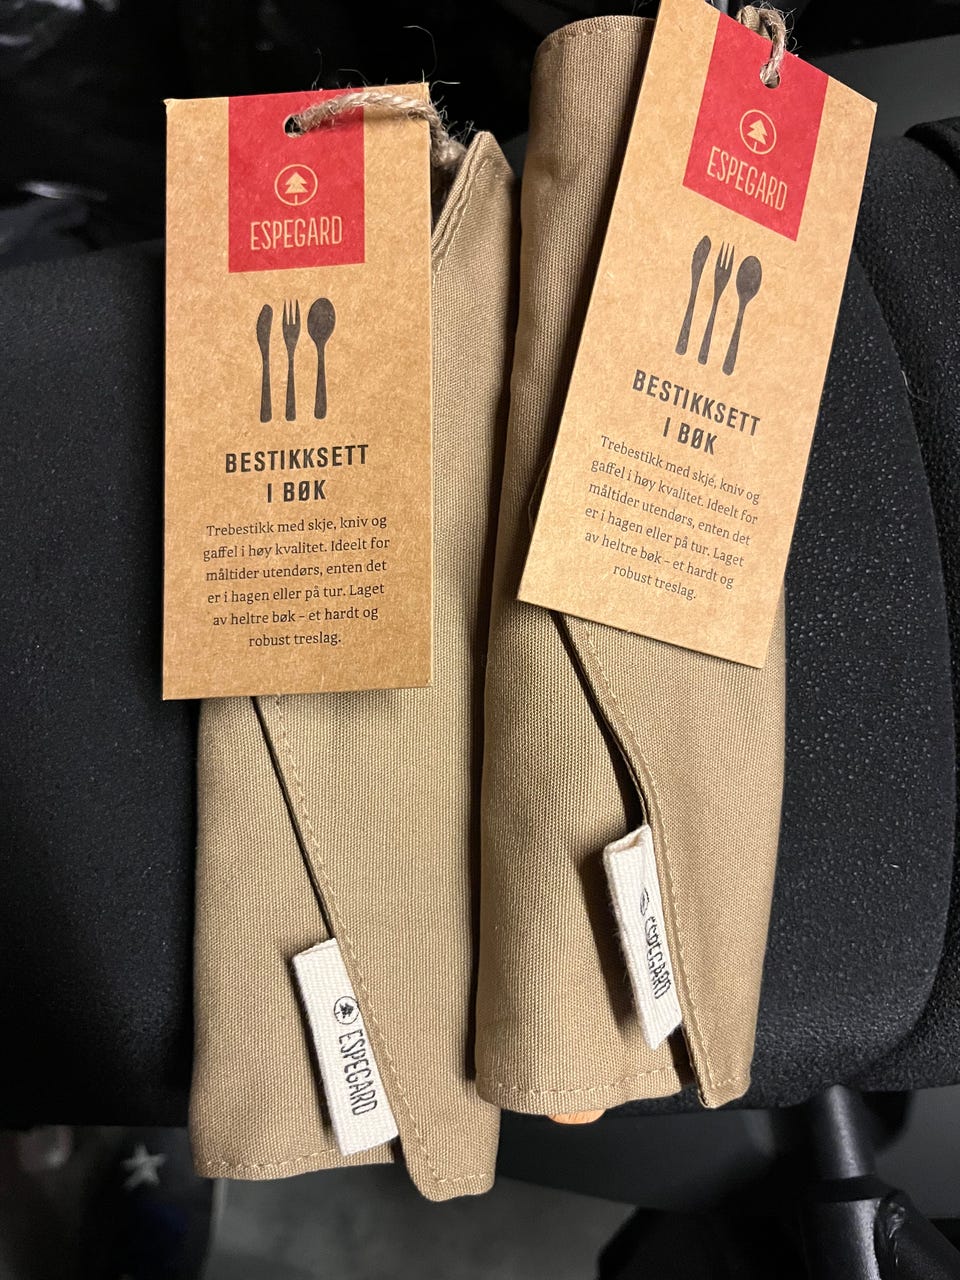 ESPEGARD
BESTIKKSETT
I BØK
Trebestikk med skje, kniv og
gaffel i høy kvalitet. Ideelt for
måltider utendørs, enten det
er i hagen eller på tur. Laget
av heltre bøk – et hardt og
robust treslag.
ESPEGARD
ESPEGARD
BESTIKKSETT
I BØK
Trebestikk med skje, kniv og
gaffel i høy kvalitet. Ideelt for
måltider utendørs, enten det
er i hagen eller på tur. Laget
av heltre bøk – et hardt og
robust treslag.
ESPEGARD